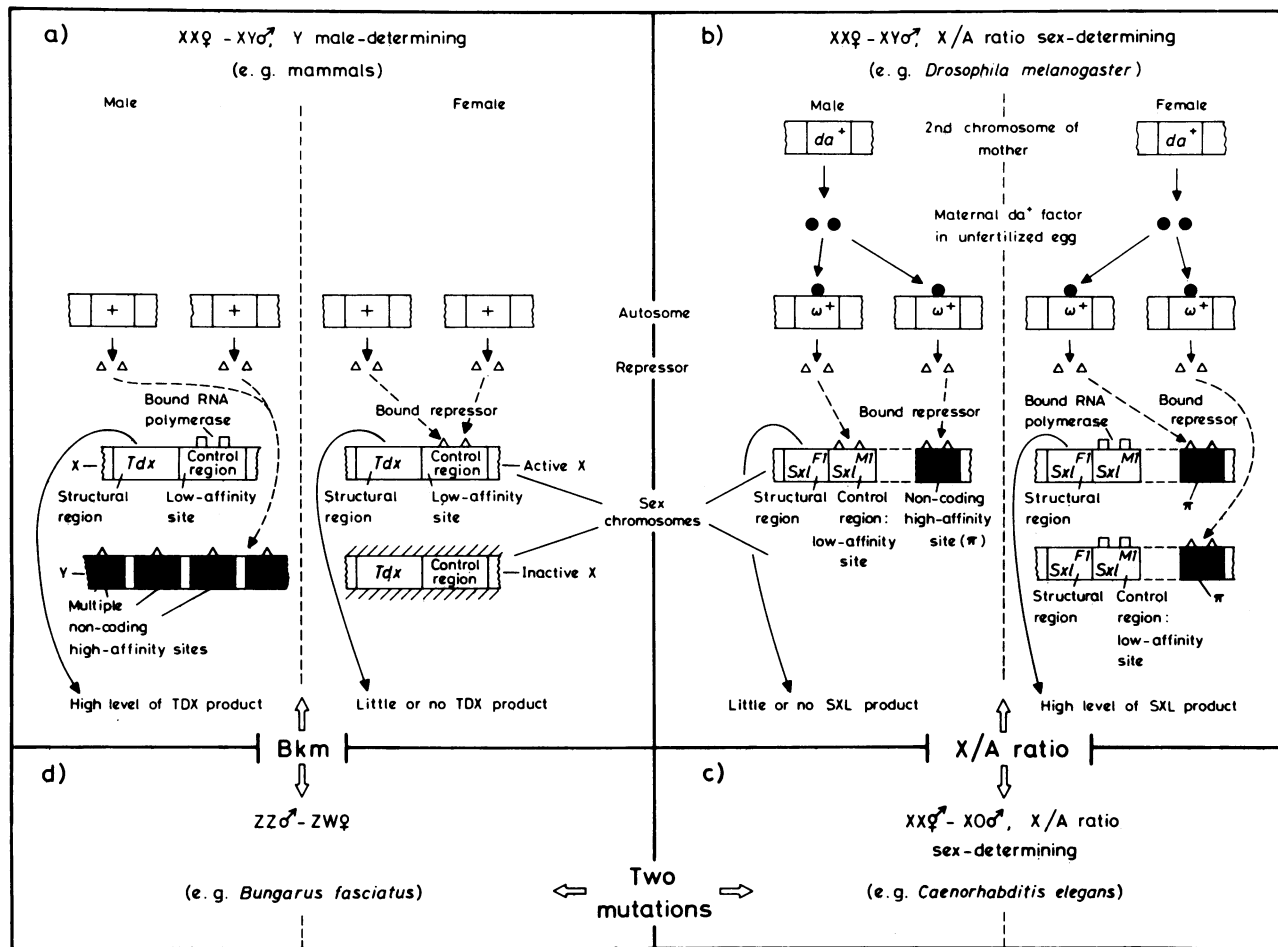 a)
XX♀ - XY♂, Y male-determining
(e. g. mammals)
Male
Female
+
+
+
+
Autosome
Repressor
Bound RNA
polymerase
Bound repressor
X
Tdx
Control
region
Structural
region
Low-affinity
site
Tdx
Control
region
Active X
Structural
region
Low-affinity
site
Sex
chromosomes
Y
Multiple
non-coding
high-affinity sites
Tdx
Control
region
Inactive X
High level of TDX product
Little or no TDX product
b)
XX♀ - XY♂, X/A ratio sex-determining
(e. g. Drosophila melanogaster)
Male
Female
da+
2nd chromosome of
mother
da+
Maternal da+ factor
in unfertilized egg
ω+
ω+
ω+
ω+
Bound repressor
Bound RNA
polymerase
Bound
repressor
Sxl F1
Sxl M1
Structural
region
Control
region:
low-affinity
site
Non-coding
high-affinity
site (π)
Sxl F1
Sxl M1
π
Sxl F1
Sxl M1
π
Structural
region
Control
region:
low-affinity
site
Little or no SXL product
High level of SXL product
Bkm
X/A ratio
d)
ZZ♂ - ZW♀
(e. g. Bungarus fasciatus)
Two
mutations
c)
XX⚥ - XO♂, X/A ratio
sex-determining
(e. g. Caenorhabditis elegans)